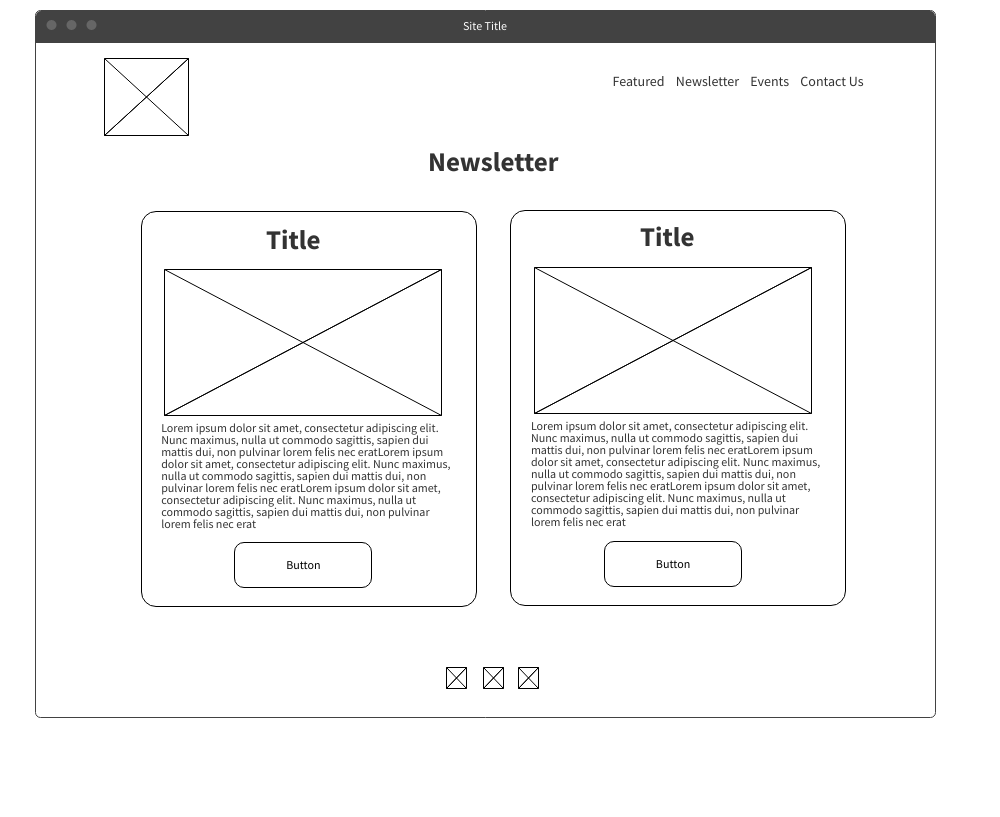 Site Title
Featured Newsletter Events Contact Us
Newsletter
Title
Lorem ipsum dolor sit amet, consectetur adipiscing elit.
Nunc maximus, nulla ut commodo sagittis, sapien dui
mattis dui, non pulvinar lorem felis nec eratLorem ipsum
dolor sit amet, consectetur adipiscing elit. Nunc maximus,
nulla ut commodo sagittis, sapien dui mattis dui, non
pulvinar lorem felis nec eratLorem ipsum dolor sit amet,
consectetur adipiscing elit. Nunc maximus, nulla ut
commodo sagittis, sapien dui mattis dui, non pulvinar
lorem felis nec erat
Button
Title
Lorem ipsum dolor sit amet, consectetur adipiscing elit.
Nunc maximus, nulla ut commodo sagittis, sapien dui
mattis dui, non pulvinar lorem felis nec eratLorem ipsum
dolor sit amet, consectetur adipiscing elit. Nunc maximus,
nulla ut commodo sagittis, sapien dui mattis dui, non
pulvinar lorem felis nec eratLorem ipsum dolor sit amet,
consectetur adipiscing elit. Nunc maximus, nulla ut
commodo sagittis, sapien dui mattis dui, non pulvinar
lorem felis nec erat
Button